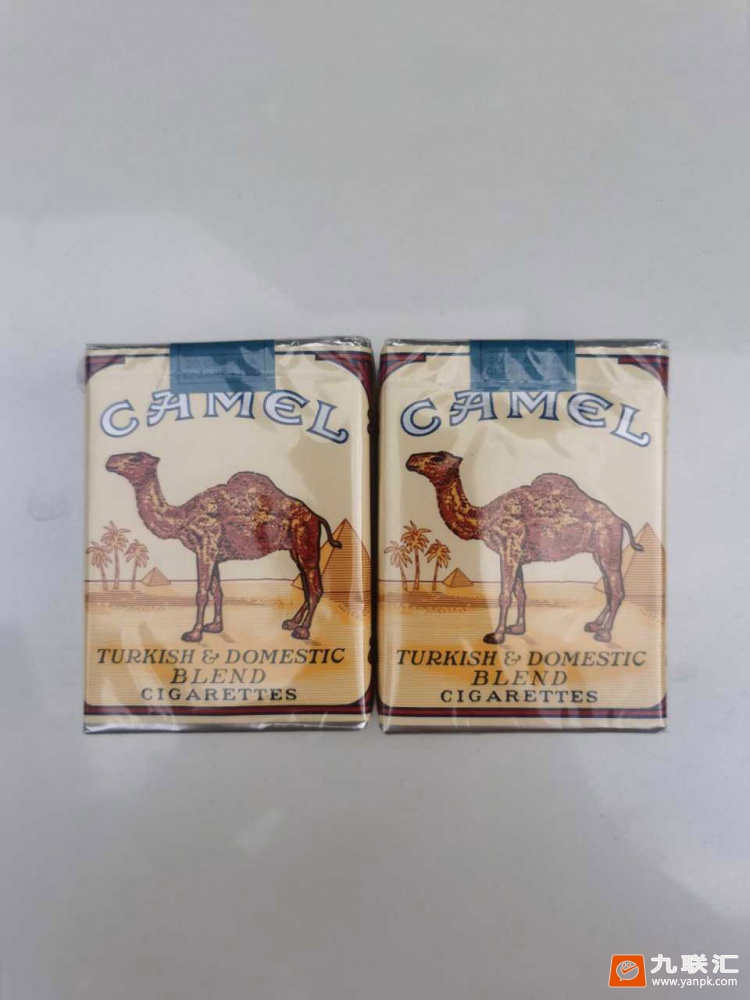 CAMEL
TURKISH & DOMESTIC
BLEND
CIGARETTES
CAMEL
TURKISH & DOMESTIC
BLEND
CIGARETTES
九联汇
www.yanpk.com